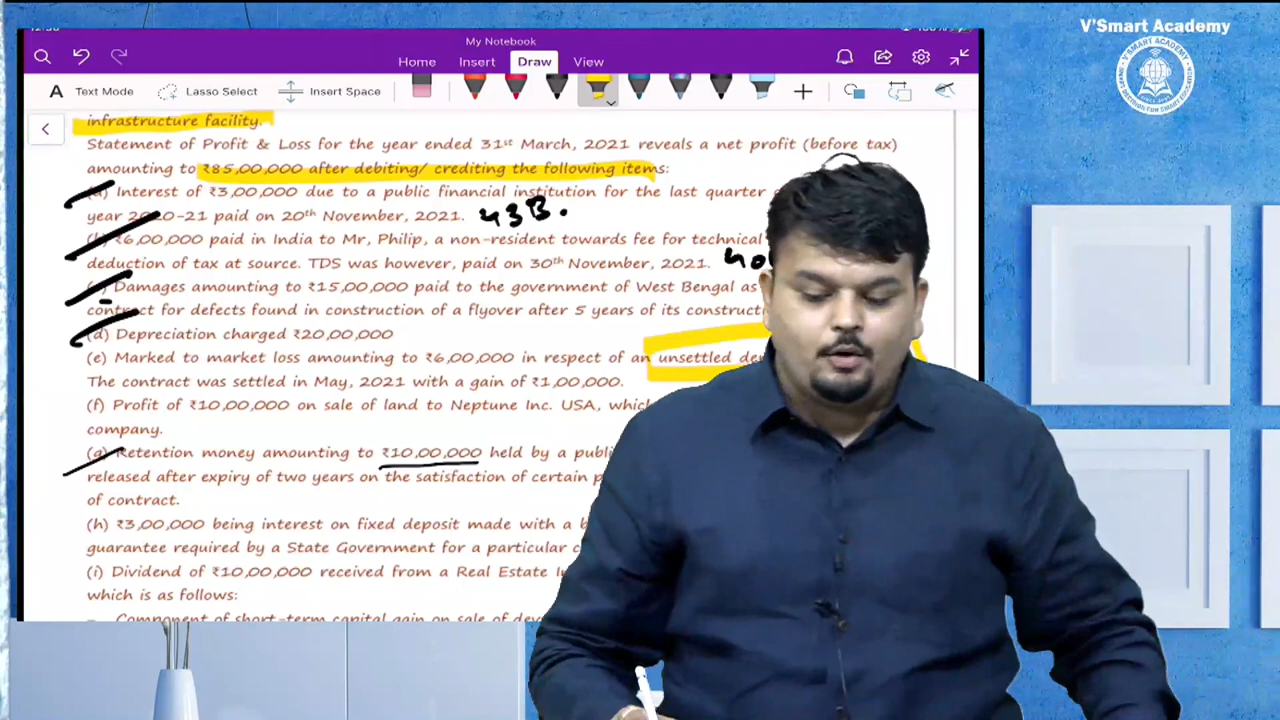 V'Smart Academy
My Notebook
Home Insert Draw View
Text Mode Lasso Select Insert Space
infrastructure facility.
Statement of Profit & Loss for the year ended 31st March, 2021 reveals a net profit (before tax)
amounting to ₹85,00,000 after debiting/ crediting the following items:
(a) Interest of ₹3,00,000 due to a public financial institution for the last quarter
year 2020-21 paid on 20th November, 2021. 43B.
(b) ₹6,00,000 paid in India to Mr, Philip, a non-resident towards fee for technical
deduction of tax at source. TDS was however, paid on 30th November, 2021. 40
(c) Damages amounting to ₹15,00,000 paid to the government of West Bengal as
contract for defects found in construction of a flyover after 5 years of its
(d) Depreciation charged ₹20,00,000
(e) Marked to market loss amounting to ₹6,00,000 in respect of an unsettled
The contract was settled in May, 2021 with a gain of ₹1,00,000.
(f) Profit of ₹10,00,000 on sale of land to Neptune Inc. USA,
company.
(g) Retention money amounting to ₹10,00,000 held by a
released after expiry of two years on the satisfaction of certain
of contract.
(h) ₹3,00,000 being interest on fixed deposit made with a
guarantee required by a State Government for a particular
(i) Dividend of ₹10,00,000 received from a Real Estate
which is as follows:
Component of short-term capital gain on sale of